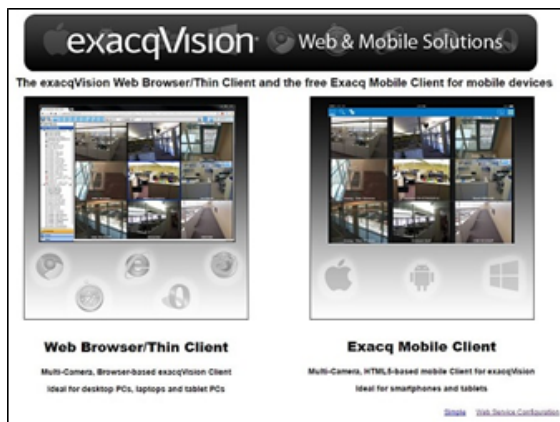 exacqVision Web & Mobile Solutions
The exacqVision Web Browser/Thin Client and the free Exacq Mobile Client for mobile devices
Web Browser/Thin Client
Multi-Camera, Browser-based exacqVision Client
Ideal for desktop PCs, laptops and tablet PCs
Exacq Mobile Client
Multi-Camera, HTML5-based mobile Client for exacqVision
Ideal for smartphones and tablets
Simple Web Service Configuration